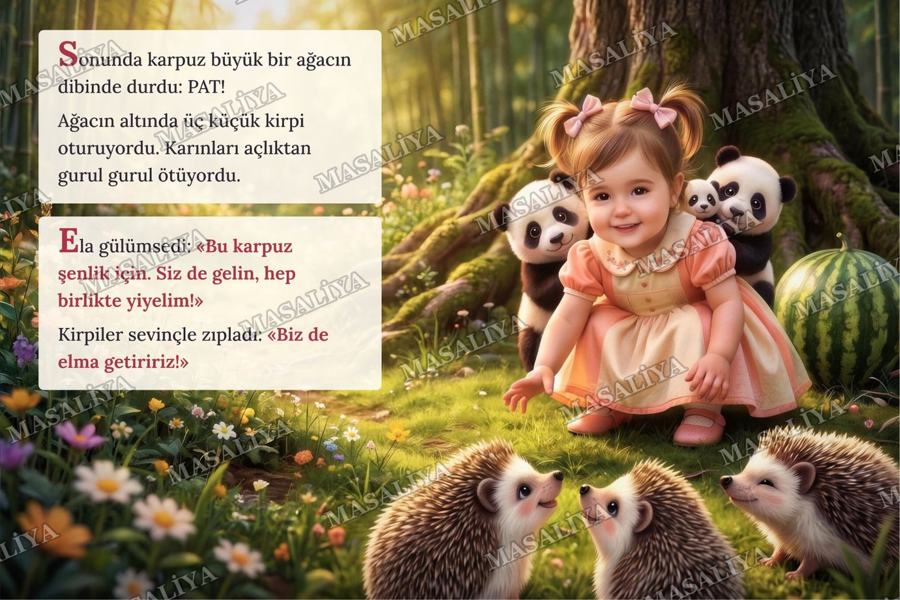 Sonunda karpuz büyük bir ağacın
dibinde durdu: PAT!
Ağacın altında üç küçük kirpi
oturuyordu. Karınları açlıktan
gurul gurul ötüyordu.
Ela gülümsedi: «Bu karpuz
şenlik için. Siz de gelin, hep
birlikte yiyelim!»
Kirpiler sevinçle zıpladı: «Biz de
elma getiririz!»
MASALİYA